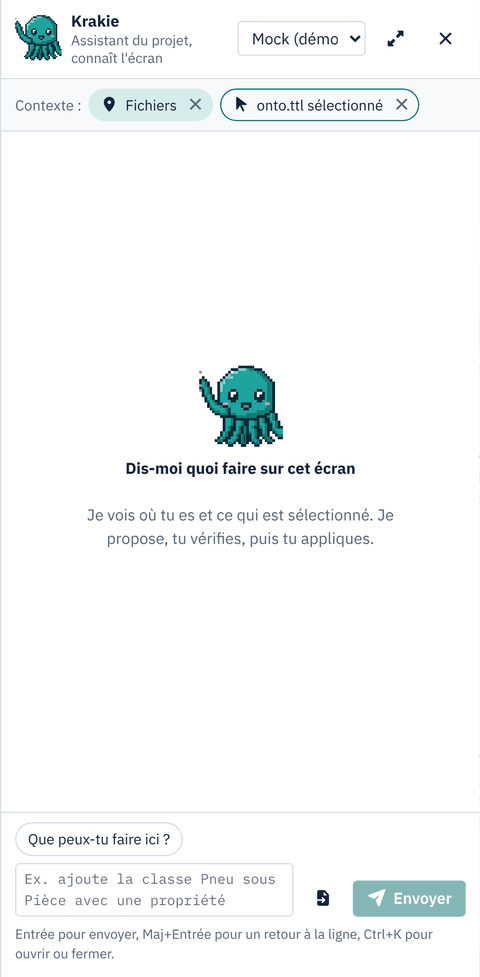 Krakie
Assistant du projet,
connaît l'écran
Mock (démo
Contexte :
Fichiers
onto.ttl sélectionné
Dis-moi quoi faire sur cet écran
Je vois où tu es et ce qui est sélectionné. Je
propose, tu vérifies, puis tu appliques.
Que peux-tu faire ici ?
Ex. ajoute la classe Pneu sous
Pièce avec une propriété
Envoyer
Entrée pour envoyer, Maj+Entrée pour un retour à la ligne, Ctrl+K pour
ouvrir ou fermer.